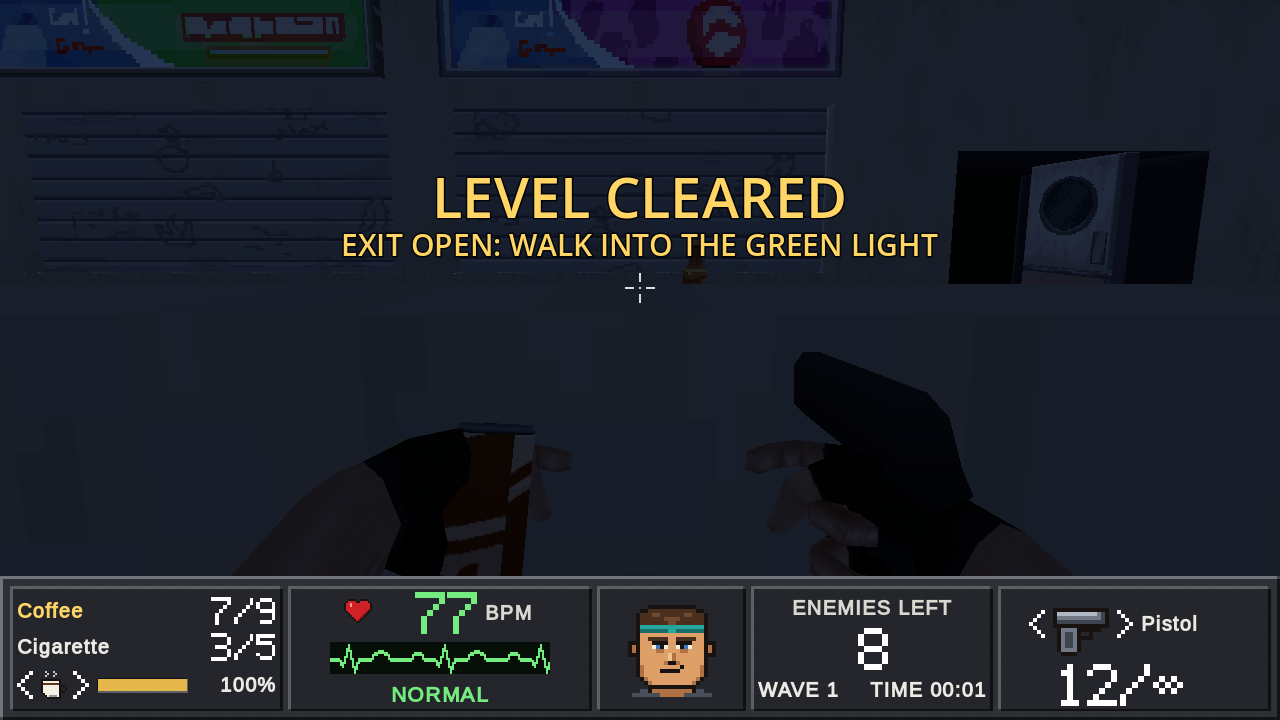 LEVEL CLEARED
EXIT OPEN: WALK INTO THE GREEN LIGHT
Coffee 7/9
Cigarette 3/5
100%
77 BPM
NORMAL
ENEMIES LEFT
8
WAVE 1 TIME 00:01
Pistol
12/∞